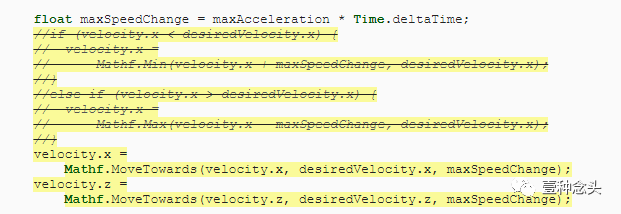 float maxSpeedChange = maxAcceleration * Time.deltaTime;
//if (velocity.x < desiredVelocity.x) {
//  velocity.x =
//      Mathf.Min(velocity.x + maxSpeedChange, desiredVelocity.x);
//}
//else if (velocity.x > desiredVelocity.x) {
//  velocity.x =
//      Mathf.Max(velocity.x - maxSpeedChange, desiredVelocity.x);
//}
velocity.x =
    Mathf.MoveTowards(velocity.x, desiredVelocity.x, maxSpeedChange);
velocity.z =
    Mathf.MoveTowards(velocity.z, desiredVelocity.z, maxSpeedChange);
壹种念头